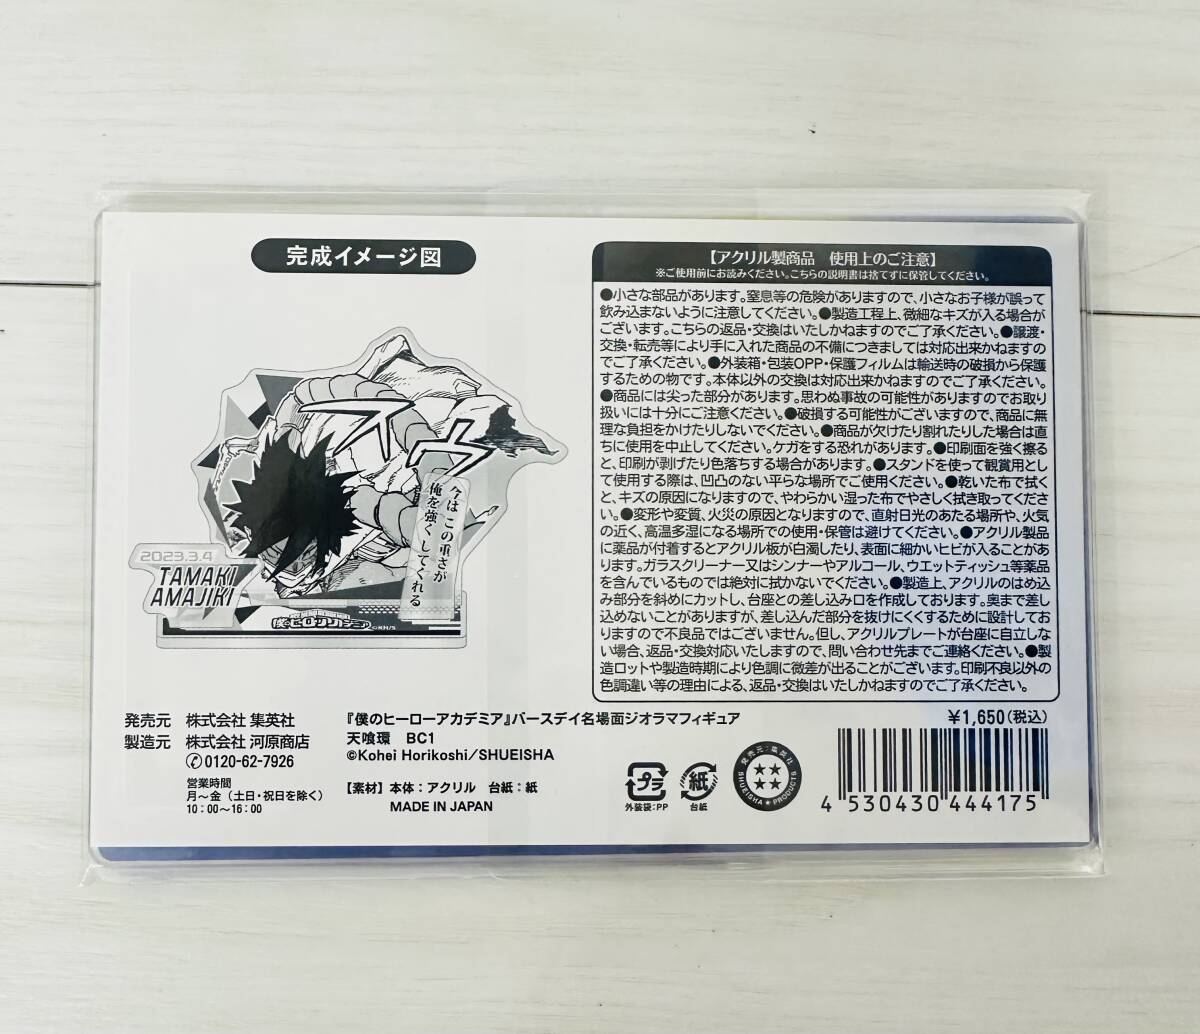 完成イメージ図
スウ
今は この重さが
俺を強くしてくれる
2023.3.4
TAMAKI
AMAJIKI
僕のヒーローアカデミア
©K.H/S
【アクリル製商品 使用上のご注意】
※ご使用前にお読みください。こちらの説明書は捨てずに保管してください。
●小さな部品があります。窒息等の危険がありますので、小さなお子様が誤って
飲み込まないように注意してください。●製造工程上、微細なキズが入る場合が
ございます。こちらの返品・交換はいたしかねますのでご了承ください。●譲渡・
交換・転売等により手に入れた商品の不備につきましては対応出来かねますの
でご了承ください。●外装箱・包装OPP・保護フィルムは輸送時の破損から保護
するための物です。本体以外の交換は対応出来かねますのでご了承ください。
●商品には尖った部分があります。思わぬ事故の可能性がありますのでお取り
扱いには十分にご注意ください。●破損する可能性がございますので、商品に無
理な負担をかけたりしないでください。●商品が欠けたり割れたりした場合は直
ちに使用を中止してください。ケガをする恐れがあります。●印刷面を強く擦る
と、印刷が剥げたり色落ちする場合があります。●スタンドを使って観賞用とし
て使用する際は、凹凸のない平らな場所でご使用ください。●乾いた布で拭く
と、キズの原因になりますので、やわらかい湿った布でやさしく拭き取ってくだ
さい。●変形や変質、火災の原因となりますので、直射日光のあたる場所や、火気
の近く、高温多湿になる場所での使用・保管は避けてください。●アクリル製品
に薬品が付着するとアクリル板が白濁したり、表面に細かいヒビが入ることがあ
ります。ガラスクリーナー又はシンナーやアルコール、ウエットティッシュ等薬品
を含んでいるものでは絶対に拭かないでください。●製造上、アクリルのはめ込
み部分を斜めにカットし、台座との差し込み口を作成しております。奥まで差し
込めないことがありますが、差し込んだ部分を抜けにくくするために設計してお
りますので不良品ではございません。但し、アクリルプレートが台座に自立しな
い場合、返品・交換対応いたしますので、問い合わせ先までご連絡ください。●製
造ロットや製造時期により色調に微差が出ることがございます。印刷不良以外の
色調違い等の理由による、返品・交換はいたしかねますのでご了承ください。
発売元 株式会社 集英社
製造元 株式会社 河原商店
0120-62-7926
営業時間
月～金（土日・祝日を除く）
10：00～16：00
『僕のヒーローアカデミア』バースデイ名場面ジオラマフィギュア
天喰環 BC1
©Kohei Horikoshi/SHUEISHA
【素材】本体：アクリル 台紙：紙
MADE IN JAPAN
プラ
外装袋：PP
紙
台紙
発売元/集英社
SHUEISHA PRODUCTS
¥1,650（税込）
4 530430 444175